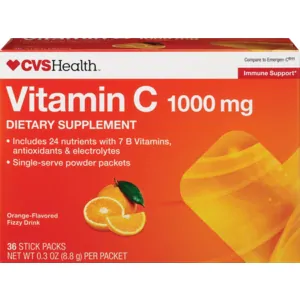 CVSHealth.
Compare to Emergen-C
Immune Support*
Vitamin C 1000 mg
DIETARY SUPPLEMENT
• Includes 24 nutrients with 7 B Vitamins,
antioxidants & electrolytes
• Single-serve powder packets
Orange-Flavored
Fizzy Drink
36 STICK PACKS
NET WT 0.3 OZ (8.8 g) PER PACKET